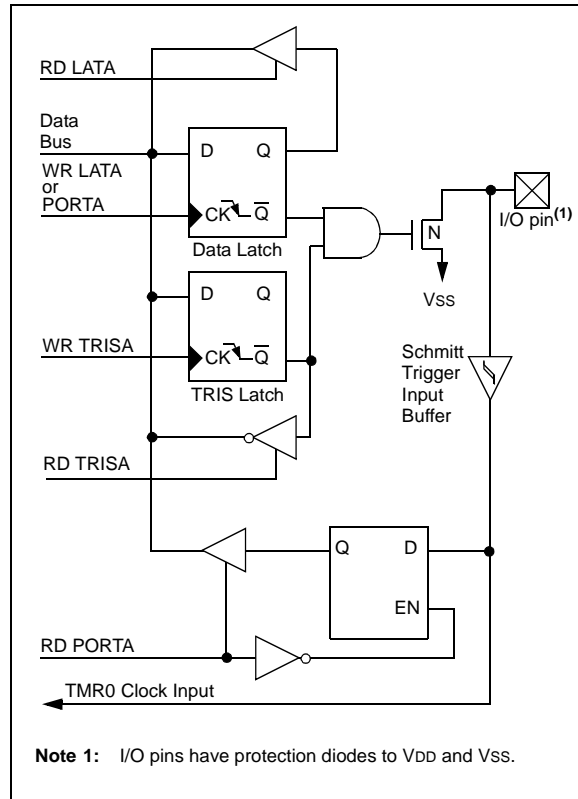 RD LATA
Data
Bus
WR LATA
or
PORTA
D Q
CK Q
Data Latch
N
I/O pin(1)
VSS
D Q
CK Q
WR TRISA
TRIS Latch
Schmitt
Trigger
Input
Buffer
RD TRISA
Q D
EN
RD PORTA
TMR0 Clock Input
Note 1: I/O pins have protection diodes to VDD and VSS.